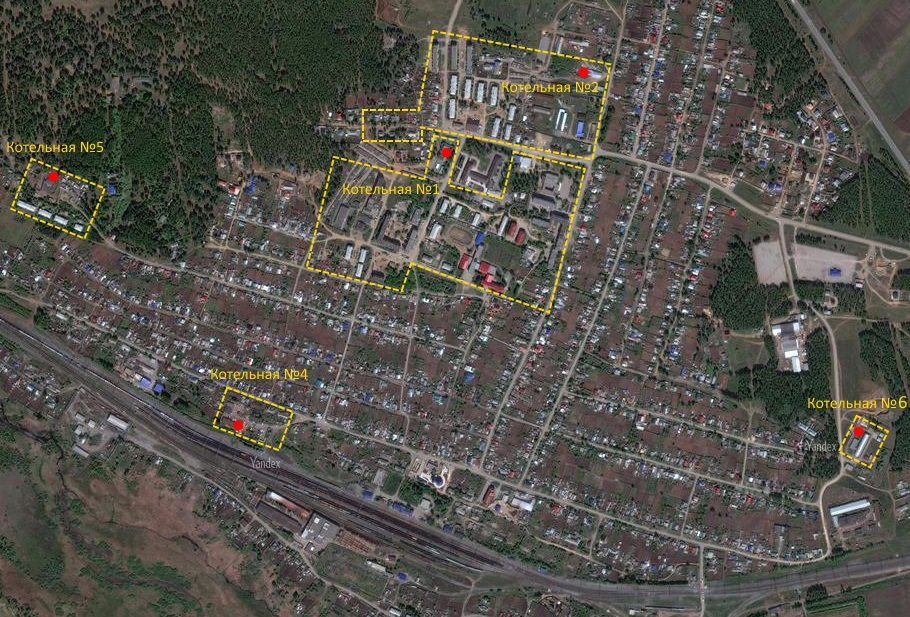 Котельная №2
Котельная №5
Котельная №1
Котельная №4
Котельная №6
Yandex
Yandex